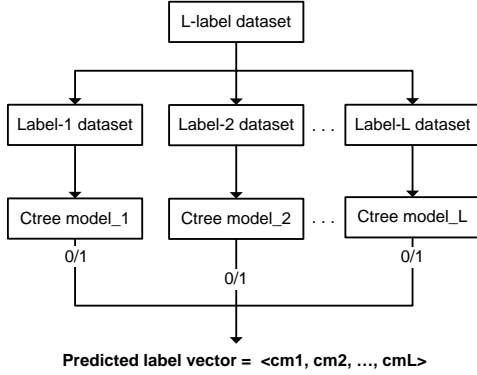 L-label dataset
Label-1 dataset Label-2 dataset . . . Label-L dataset
Ctree model_1 Ctree model_2 . . . Ctree model_L
0/1 0/1 0/1
Predicted label vector = <cm1, cm2, …, cmL>